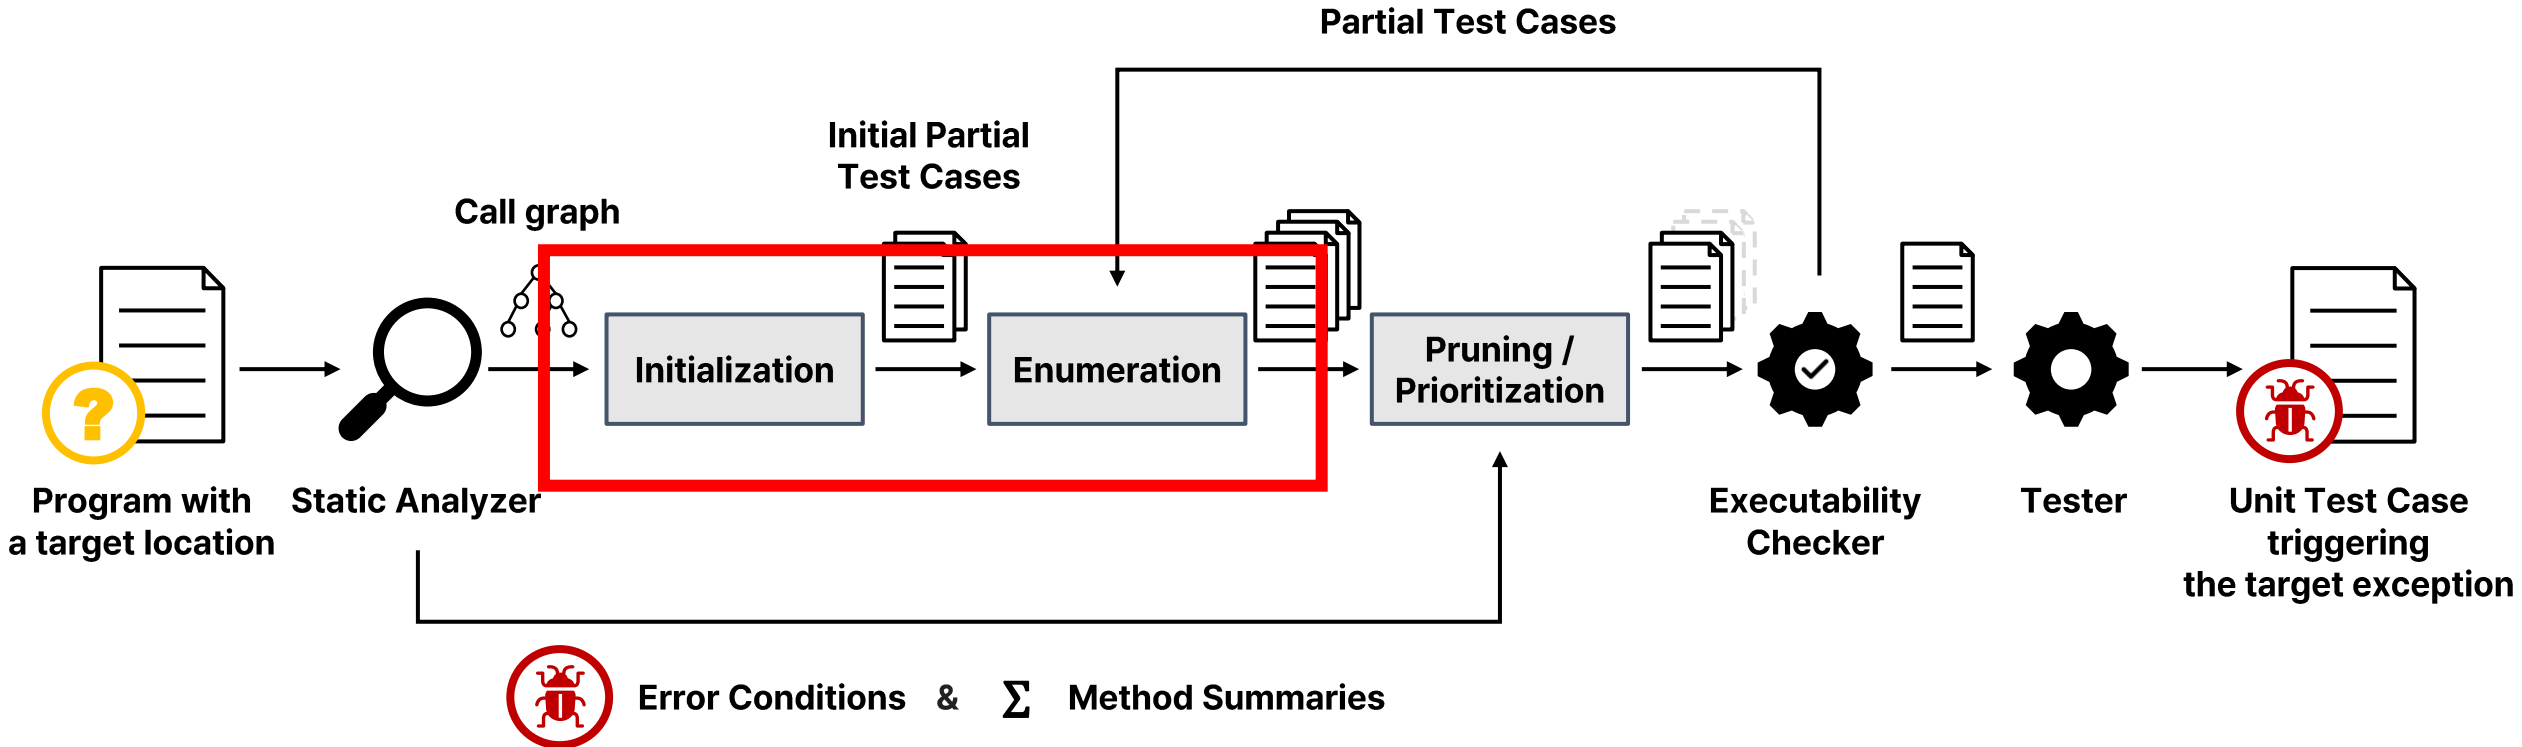 Partial Test Cases
Initial Partial
Test Cases
Call graph
Initialization
Enumeration
Pruning /
Prioritization
?
Program with
a target location
Static Analyzer
Executability
Checker
Tester
Unit Test Case
triggering
the target exception
Error Conditions & Σ Method Summaries